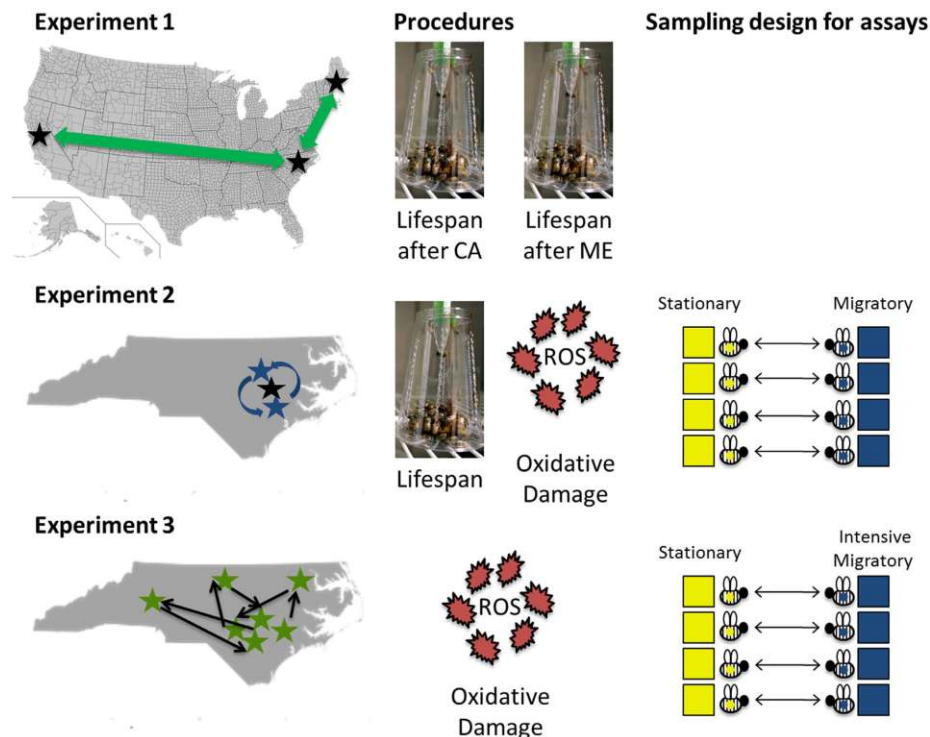 Experiment 1
Procedures
Sampling design for assays
Lifespan
after CA
Lifespan
after ME
Experiment 2
Lifespan
ROS
Oxidative
Damage
Stationary
Migratory
Experiment 3
ROS
Oxidative
Damage
Stationary
Intensive
Migratory